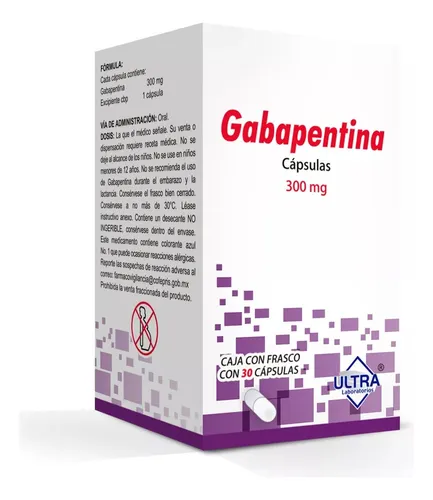 FÓRMULA:
Cada cápsula contiene:
Gabapentina 300 mg
Excipiente cbp 1 cápsula
VÍA DE ADMINISTRACIÓN: Oral.
DOSIS: La que el médico señale. Su venta o
dispensación requiere receta médica. No se
deje al alcance de los niños. No se use en niños
menores de 12 años. No se recomienda el uso
de Gabapentina durante el embarazo y la
lactancia. Consérvese el frasco bien cerrado.
Consérvese a no más de 30°C. Léase
instructivo anexo. Contiene un desecante NO
INGERIBLE, consérvese dentro del envase.
Este medicamento contiene colorante azul
No. 1 que puede ocasionar reacciones alérgicas.
Reporte las sospechas de reacción adversa al
correo: farmacovigilancia@cofepris.gob.mx
Prohibida la venta fraccionada del producto.
Gabapentina
Cápsulas
300 mg
CAJA CON FRASCO
CON 30 CÁPSULAS
ULTRA ®
Laboratorios